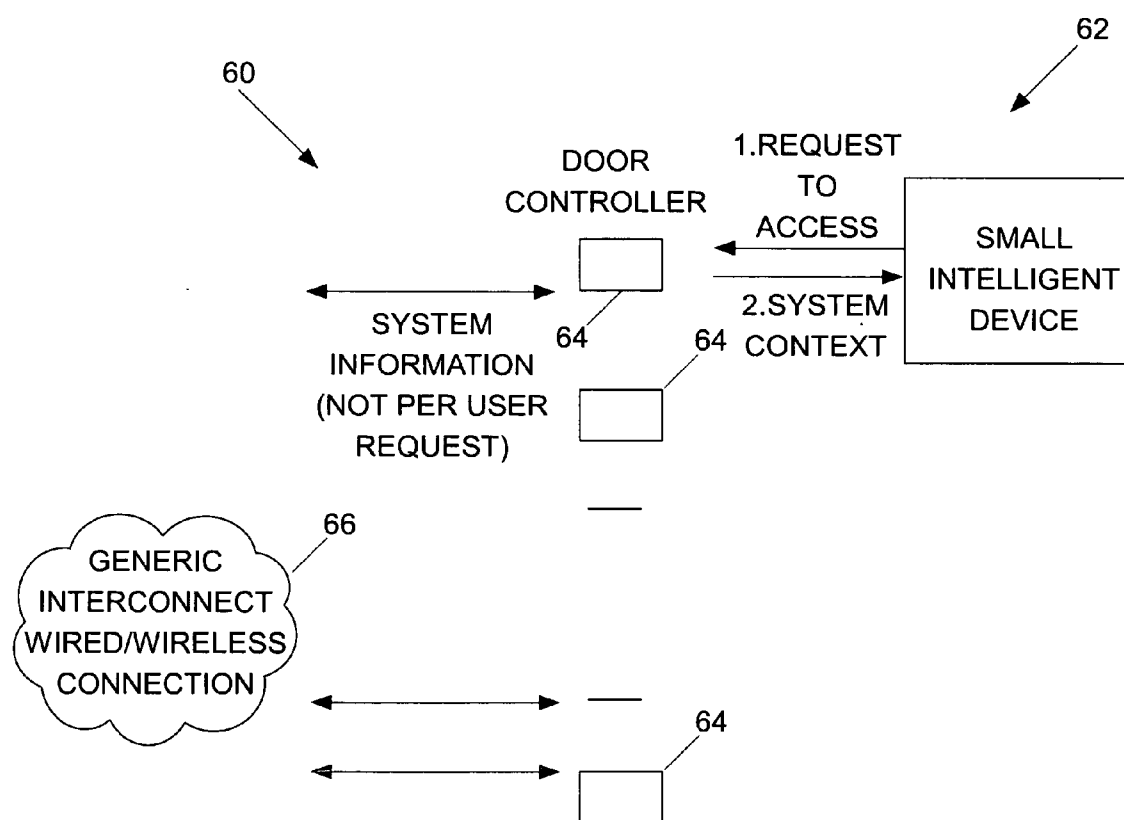 62
60
1.REQUEST
TO
ACCESS
DOOR
CONTROLLER
SMALL
INTELLIGENT
DEVICE
2.SYSTEM
CONTEXT
SYSTEM
INFORMATION
(NOT PER USER
REQUEST)
64
64
66
GENERIC
INTERCONNECT
WIRED/WIRELESS
CONNECTION
64